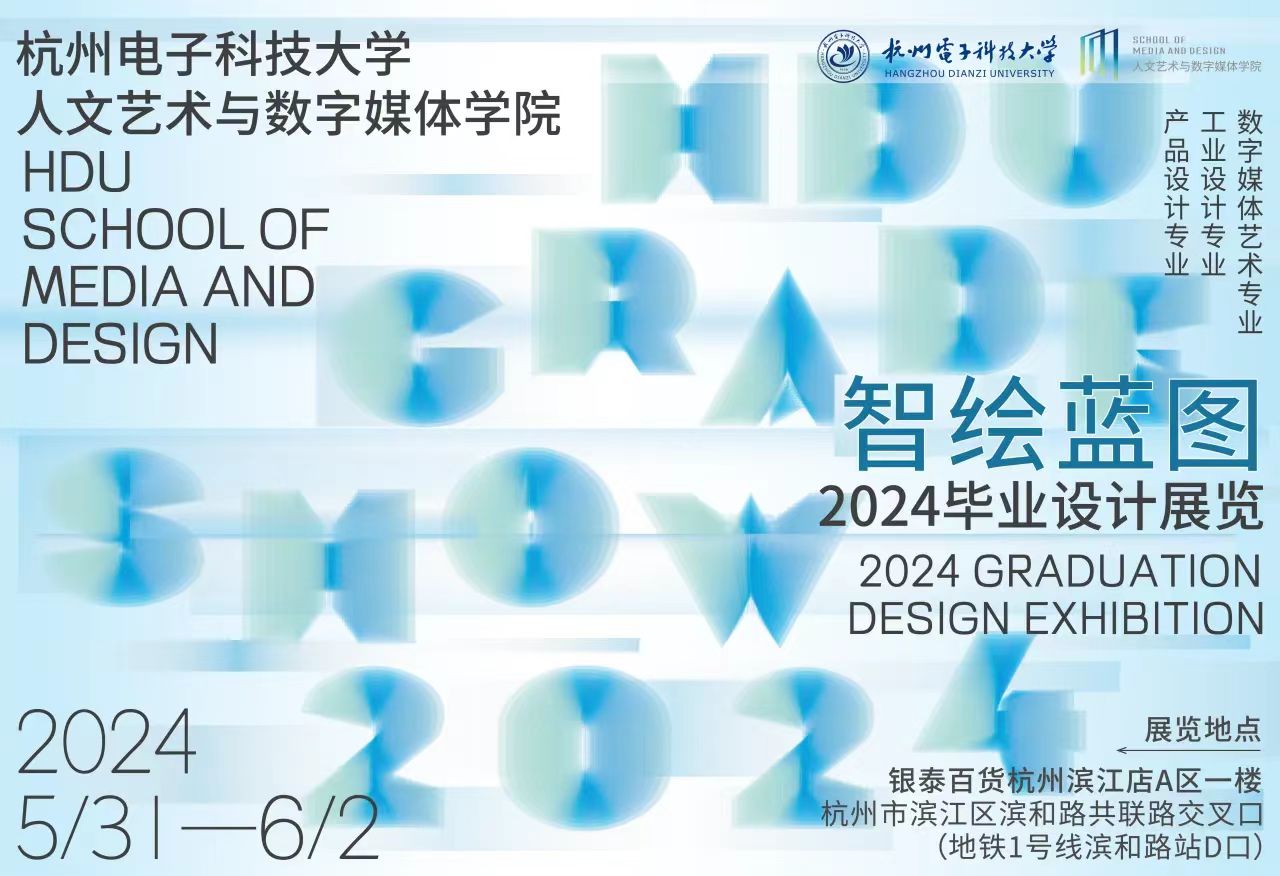 杭州电子科技大学
人文艺术与数字媒体学院
HDU
SCHOOL OF
MEDIA AND
DESIGN
杭州电子科技大学
HANGZHOU DIANZI UNIVERSITY
SCHOOL OF
MEDIA AND DESIGN
人文艺术与数字媒体学院
数字媒体艺术专业
工业设计专业
产品设计专业
HDU
GRADE
SHOW
2024
智绘蓝图
2024毕业设计展览
2024 GRADUATION
DESIGN EXHIBITION
2024
5/31—6/2
展览地点
银泰百货杭州滨江店A区一楼
杭州市滨江区滨和路共联路交叉口
（地铁1号线滨和路站D口）